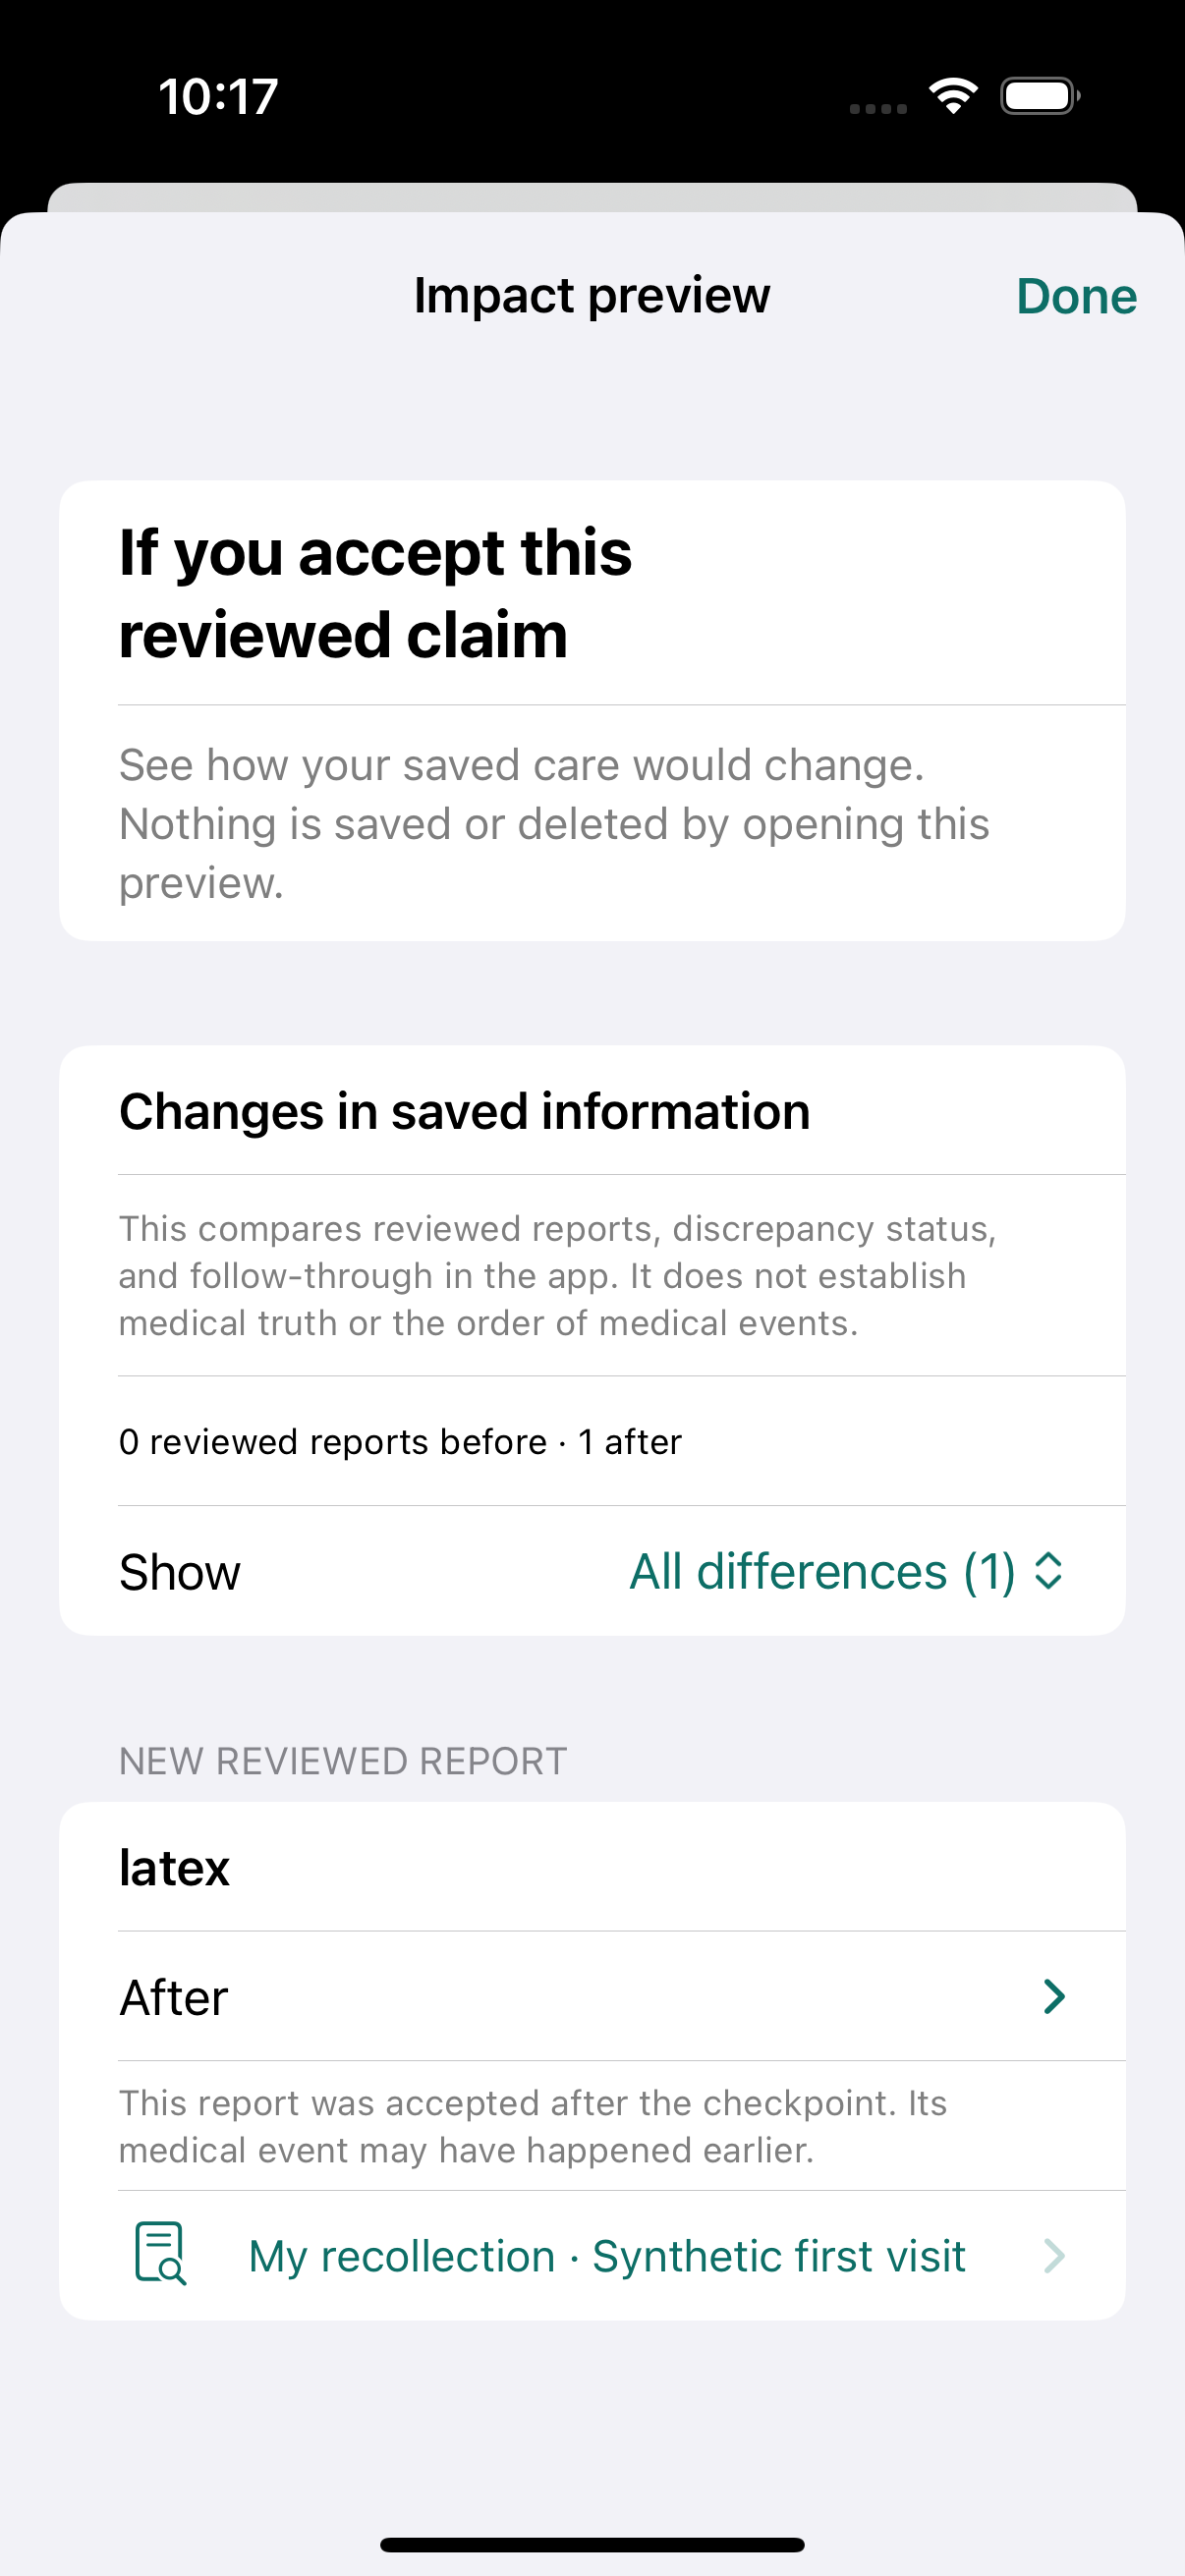 10:17
Impact preview
Done
If you accept this
reviewed claim
See how your saved care would change.
Nothing is saved or deleted by opening this
preview.
Changes in saved information
This compares reviewed reports, discrepancy status,
and follow-through in the app. It does not establish
medical truth or the order of medical events.
0 reviewed reports before · 1 after
Show
All differences (1)
NEW REVIEWED REPORT
latex
After
This report was accepted after the checkpoint. Its
medical event may have happened earlier.
My recollection · Synthetic first visit